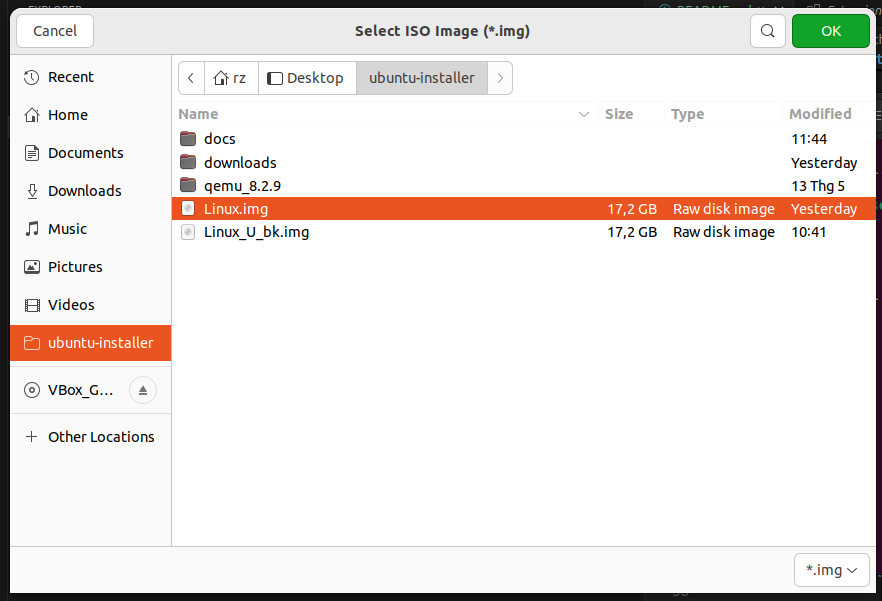 EXPLORER
Cancel
Select ISO Image (*.img)
OK
Recent
Home
Documents
Downloads
Music
Pictures
Videos
ubuntu-installer
VBox_G...
Other Locations
rz Desktop ubuntu-installer
Name Size Type Modified
docs 11:44
downloads Yesterday
qemu_8.2.9 13 Thg 5
Linux.img 17,2 GB Raw disk image Yesterday
Linux_U_bk.img 17,2 GB Raw disk image 10:41
*.img